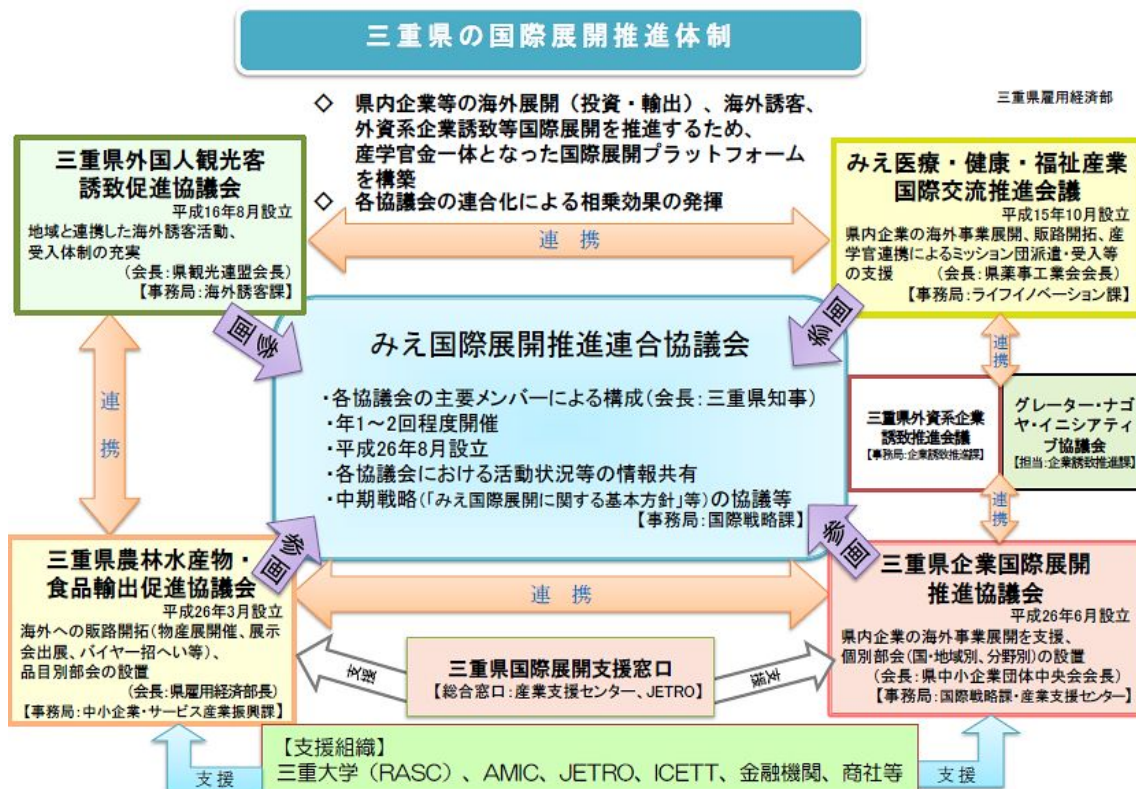 三重県の国際展開推進体制
◇ 県内企業等の海外展開（投資・輸出）、海外誘客、
外資系企業誘致等国際展開を推進するため、
産学官金一体となった国際展開プラットフォーム
を構築
◇ 各協議会の連合化による相乗効果の発揮
三重県雇用経済部
三重県外国人観光客
誘致促進協議会
平成16年8月設立
地域と連携した海外誘客活動、
受入体制の充実
(会長:県観光連盟会長)
【事務局:海外誘客課】
連 携
みえ医療・健康・福祉産業
国際交流推進会議
平成15年10月設立
県内企業の海外事業展開、販路開拓、産
学官連携によるミッション団派遣・受入等
の支援 (会長:県薬事工業会会長)
【事務局:ライフイノベーション課】
参画
参画
連携
みえ国際展開推進連合協議会
・各協議会の主要メンバーによる構成(会長:三重県知事)
・年1～2回程度開催
・平成26年8月設立
・各協議会における活動状況等の情報共有
・中期戦略(「みえ国際展開に関する基本方針」等)の協議等
【事務局:国際戦略課】
連携
三重県外資系企業
誘致推進会議
【事務局:企業誘致推進課】
グレーター・ナゴ
ヤ・イニシアティ
ブ協議会
【担当:企業誘致推進課】
連携
参画
参画
三重県農林水産物・
食品輸出促進協議会
平成26年3月設立
海外への販路開拓(物産展開催、展示
会出展、バイヤー招へい等)、
品目別部会の設置
(会長:県雇用経済部長)
【事務局:中小企業・サービス産業振興課】
連 携
三重県企業国際展開
推進協議会
平成26年6月設立
県内企業の海外事業展開を支援、
個別部会(国・地域別、分野別)の設置
(会長:県中小企業団体中央会会長)
【事務局:国際戦略課・産業支援センター】
支援
三重県国際展開支援窓口
【総合窓口:産業支援センター、JETRO】
支援
支援
【支援組織】
三重大学（RASC）、AMIC、JETRO、ICETT、金融機関、商社等
支援